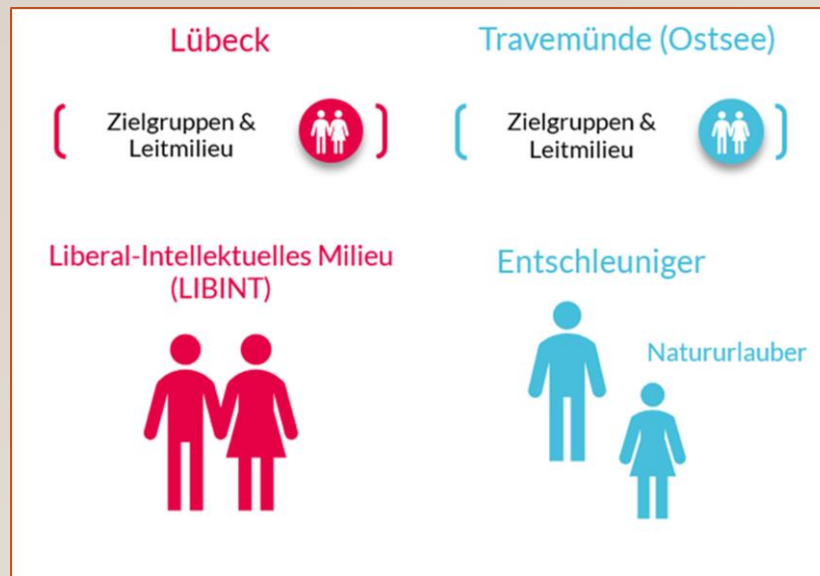 Lübeck
Zielgruppen &
Leitmilieu
Liberal-Intellektuelles Milieu
(LIBINT)
Travemünde (Ostsee)
Zielgruppen &
Leitmilieu
Entschleuniger
Natururlauber